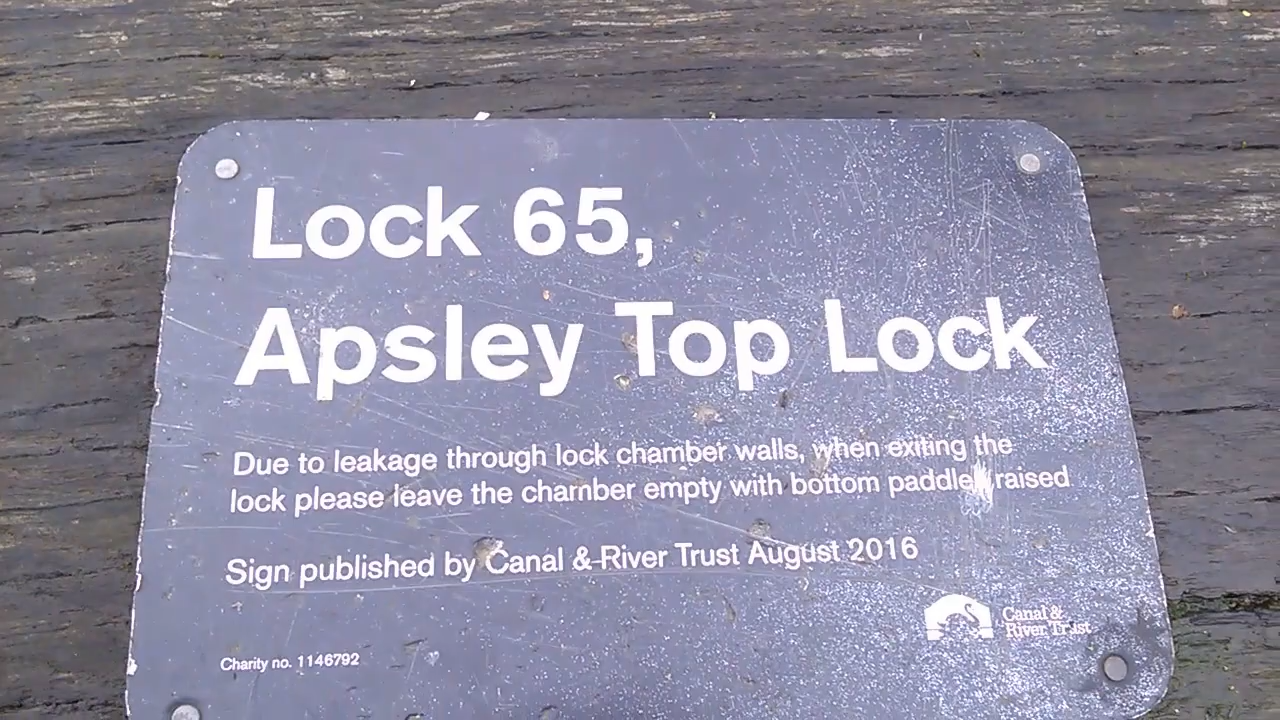 Lock 65,
Apsley Top Lock
Due to leakage through lock chamber walls, when exiting the
lock please leave the chamber empty with bottom paddles raised
Sign published by Canal & River Trust August 2016
Canal &
River Trust
Charity no. 1146792